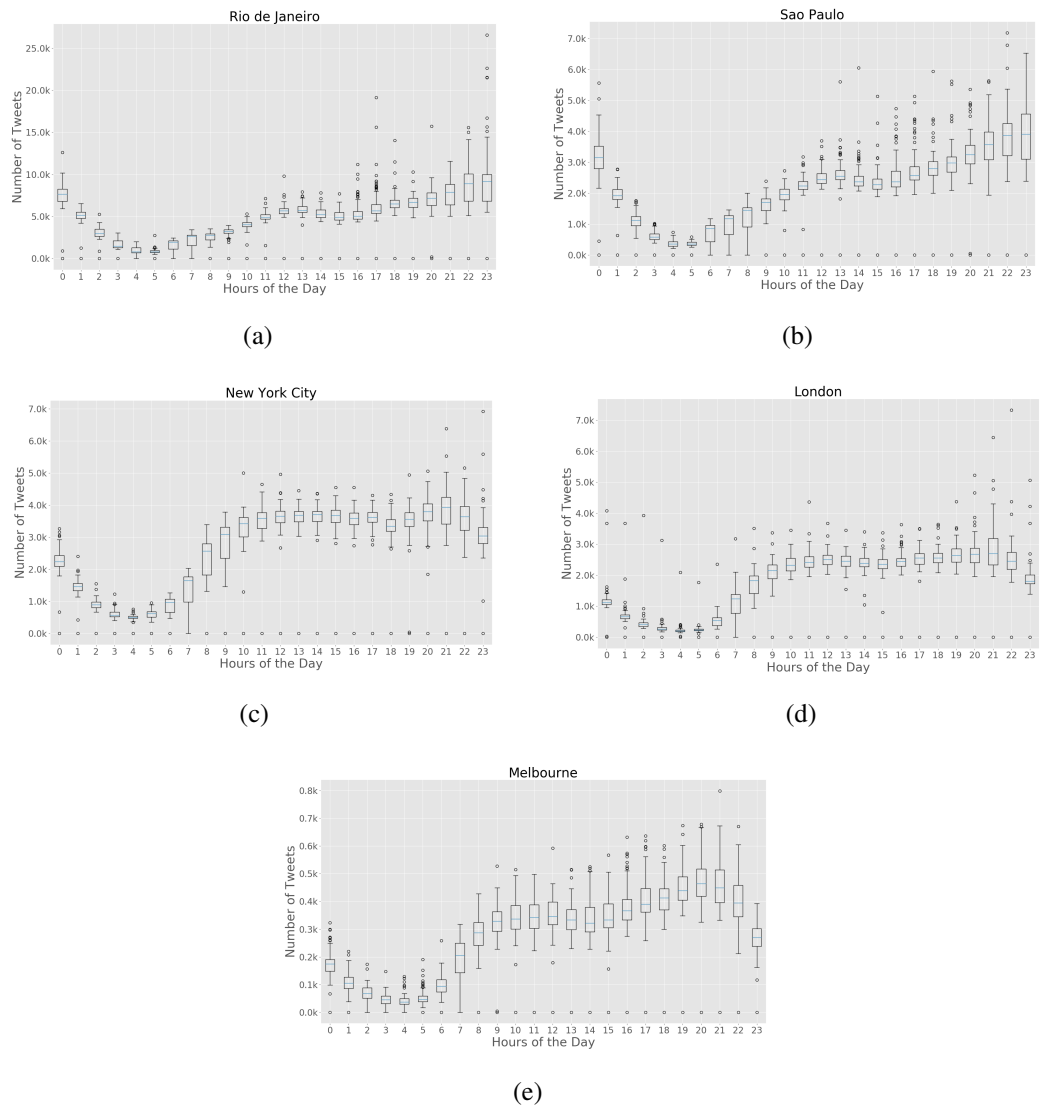 Rio de Janeiro
25.0k
20.0k
15.0k
10.0k
5.0k
0.0k
Number of Tweets
0 1 2 3 4 5 6 7 8 9 10 11 12 13 14 15 16 17 18 19 20 21 22 23
Hours of the Day
(a)
Sao Paulo
7.0k
6.0k
5.0k
4.0k
3.0k
2.0k
1.0k
0.0k
Number of Tweets
0 1 2 3 4 5 6 7 8 9 10 11 12 13 14 15 16 17 18 19 20 21 22 23
Hours of the Day
(b)
New York City
7.0k
6.0k
5.0k
4.0k
3.0k
2.0k
1.0k
0.0k
Number of Tweets
0 1 2 3 4 5 6 7 8 9 10 11 12 13 14 15 16 17 18 19 20 21 22 23
Hours of the Day
(c)
London
7.0k
6.0k
5.0k
4.0k
3.0k
2.0k
1.0k
0.0k
Number of Tweets
0 1 2 3 4 5 6 7 8 9 10 11 12 13 14 15 16 17 18 19 20 21 22 23
Hours of the Day
(d)
Melbourne
0.8k
0.7k
0.6k
0.5k
0.4k
0.3k
0.2k
0.1k
0.0k
Number of Tweets
0 1 2 3 4 5 6 7 8 9 10 11 12 13 14 15 16 17 18 19 20 21 22 23
Hours of the Day
(e)